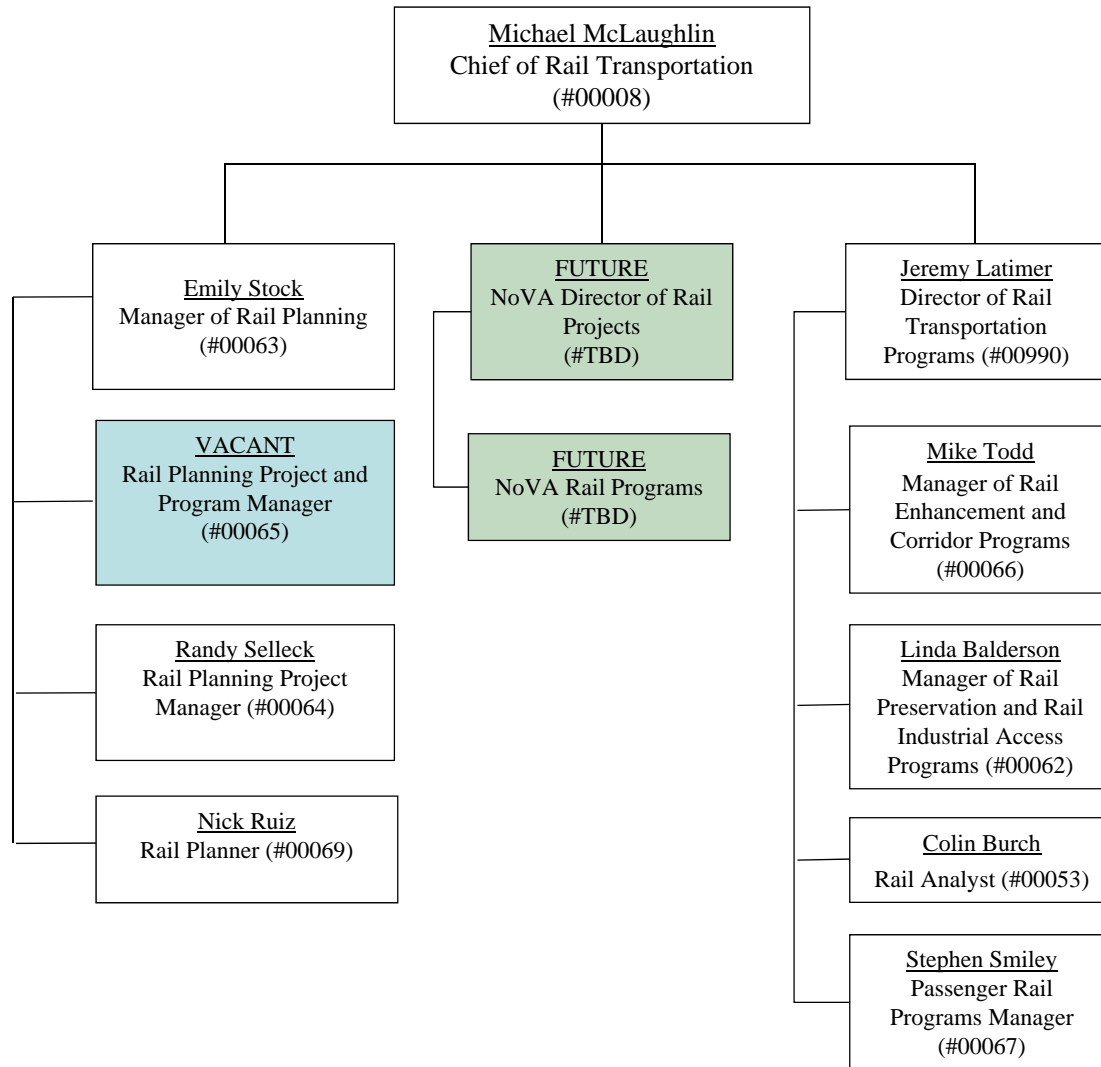 Michael McLaughlin
Chief of Rail Transportation
(#00008)
Emily Stock
Manager of Rail Planning
(#00063)
VACANT
Rail Planning Project and
Program Manager
(#00065)
Randy Selleck
Rail Planning Project
Manager (#00064)
Nick Ruiz
Rail Planner (#00069)
FUTURE
NoVA Director of Rail
Projects
(#TBD)
FUTURE
NoVA Rail Programs
(#TBD)
Jeremy Latimer
Director of Rail
Transportation
Programs (#00990)
Mike Todd
Manager of Rail
Enhancement and
Corridor Programs
(#00066)
Linda Balderson
Manager of Rail
Preservation and Rail
Industrial Access
Programs (#00062)
Colin Burch
Rail Analyst (#00053)
Stephen Smiley
Passenger Rail
Programs Manager
(#00067)